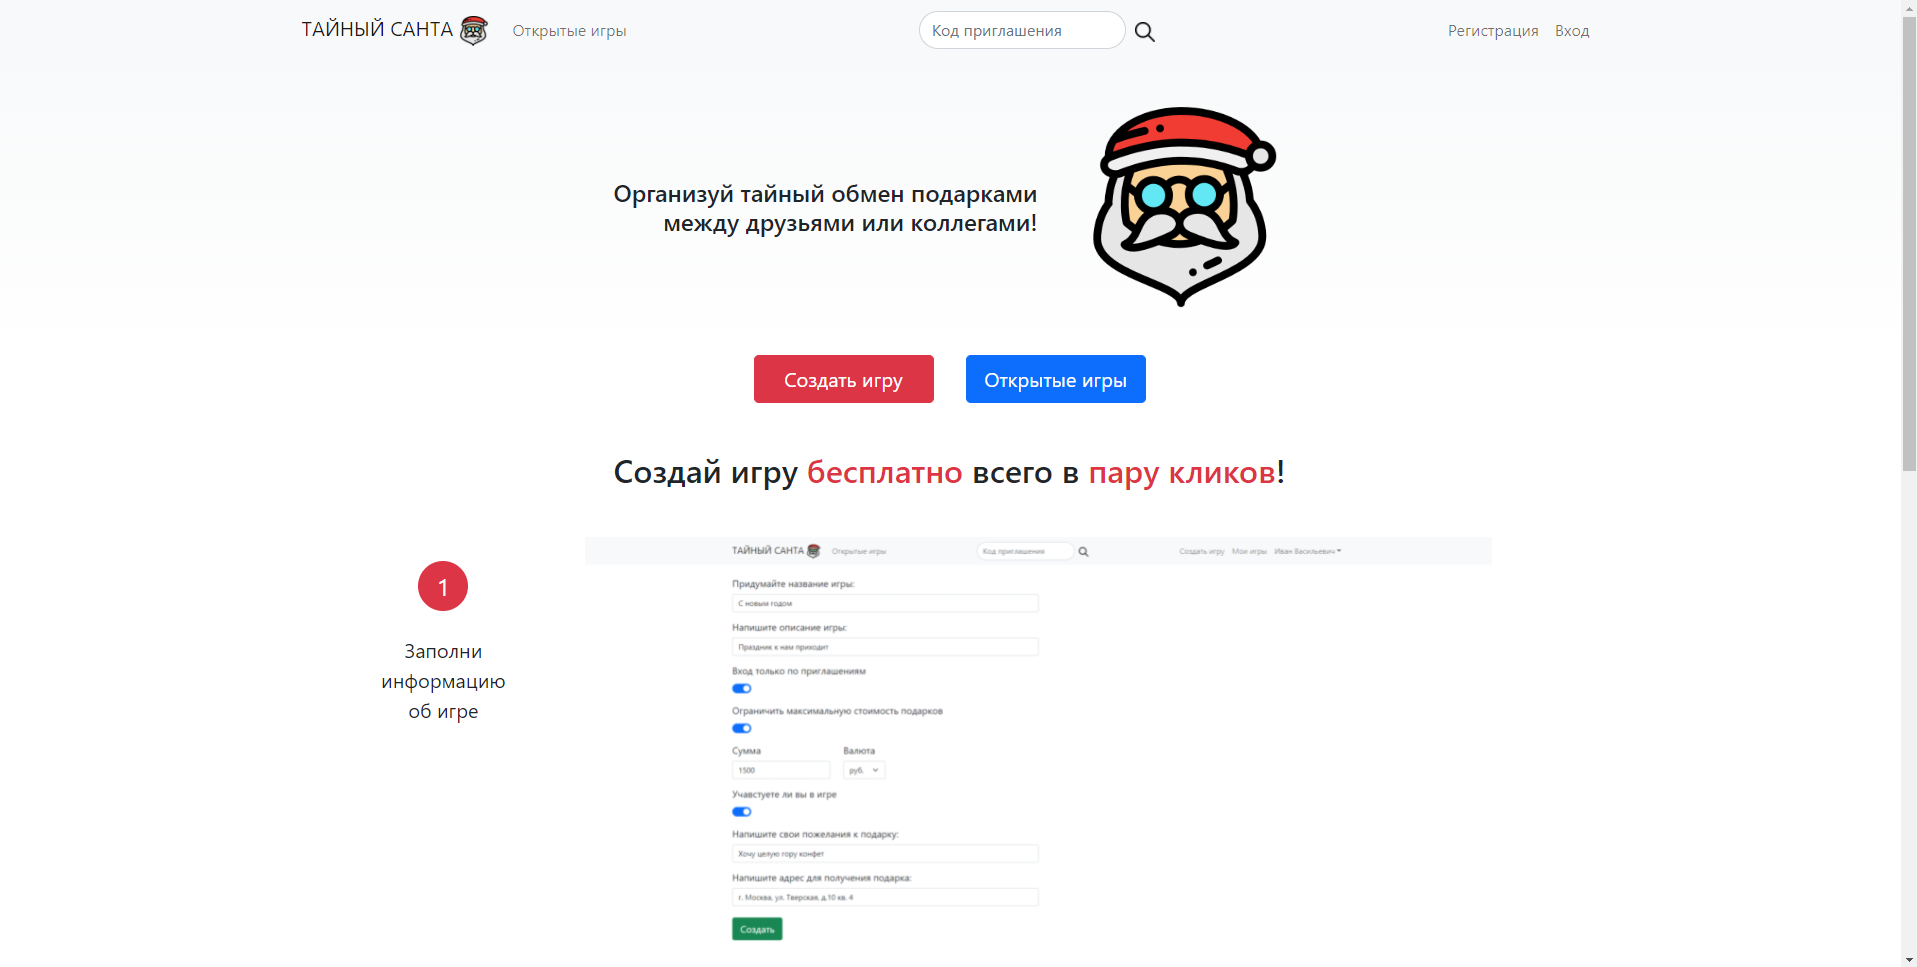 ТАЙНЫЙ САНТА
Открытые игры
Код приглашения
Регистрация
Вход
Организуй тайный обмен подарками
между друзьями или коллегами!
Создать игру
Открытые игры
Создай игру бесплатно всего в пару кликов!
1
Заполни
информацию
об игре
ТАЙНЫЙ САНТА
Открытые игры
Код приглашения
Создать игру
Мои игры
Иван Васильевич
Придумайте название игры:
С новым годом
Напишите описание игры:
Праздник к нам приходит
Вход только по приглашениям
Ограничить максимальную стоимость подарков
Сумма
Валюта
1500
руб.
Учавстуете ли вы в игре
Напишите свои пожелания к подарку:
Хочу целую гору конфет
Напишите адрес для получения подарка:
г. Москва, ул. Тверская, д.10 кв. 4
Создать